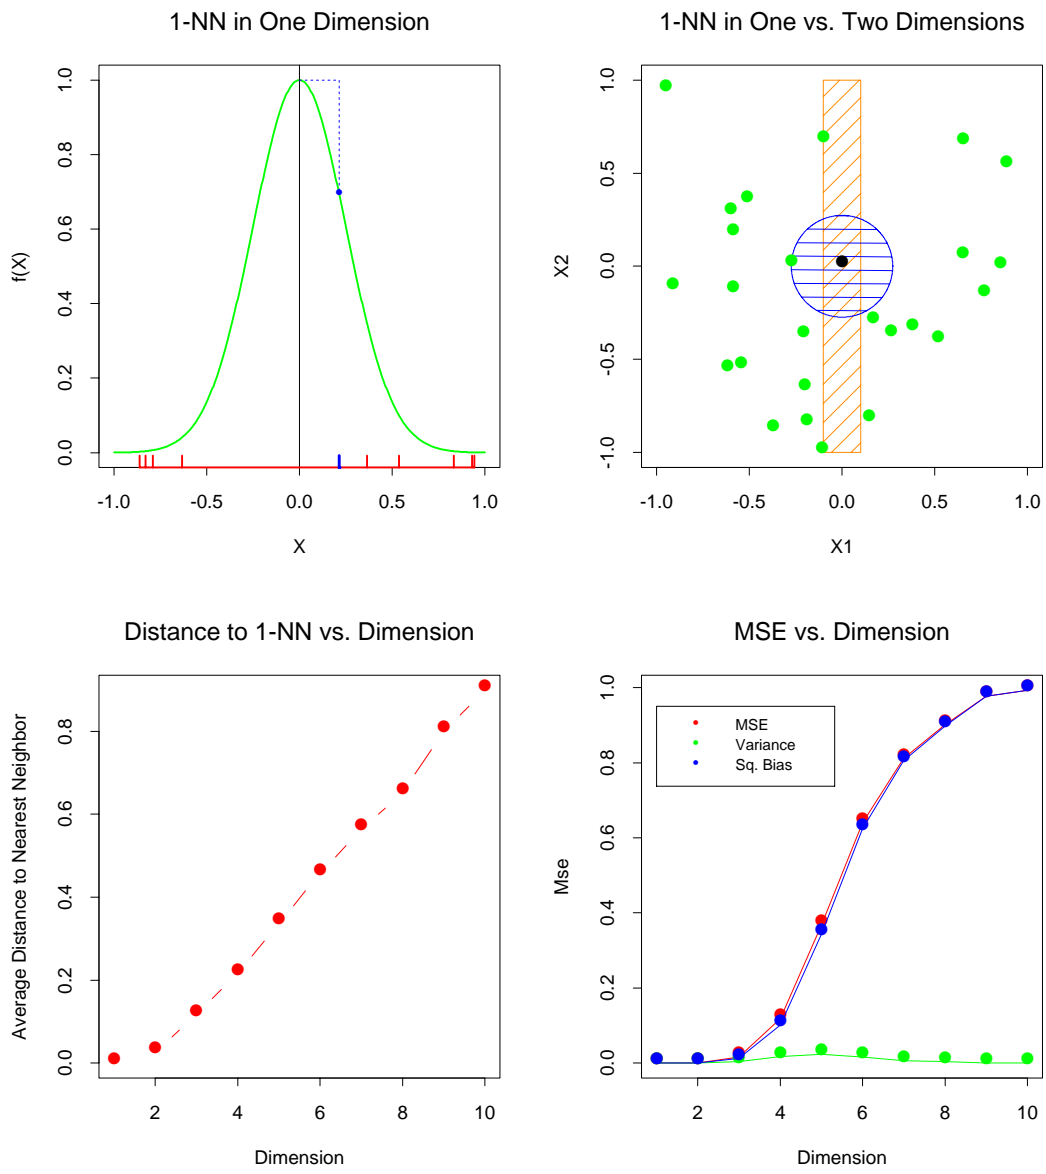 1-NN in One Dimension
f(X)
1.0
0.8
0.6
0.4
0.2
0.0
-1.0 -0.5 0.0 0.5 1.0
X
1-NN in One vs. Two Dimensions
X2
1.0
0.5
0.0
-0.5
-1.0
-1.0 -0.5 0.0 0.5 1.0
X1
Distance to 1-NN vs. Dimension
Average Distance to Nearest Neighbor
0.8
0.6
0.4
0.2
0.0
2 4 6 8 10
Dimension
MSE vs. Dimension
Mse
1.0
0.8
0.6
0.4
0.2
0.0
MSE
Variance
Sq. Bias
2 4 6 8 10
Dimension